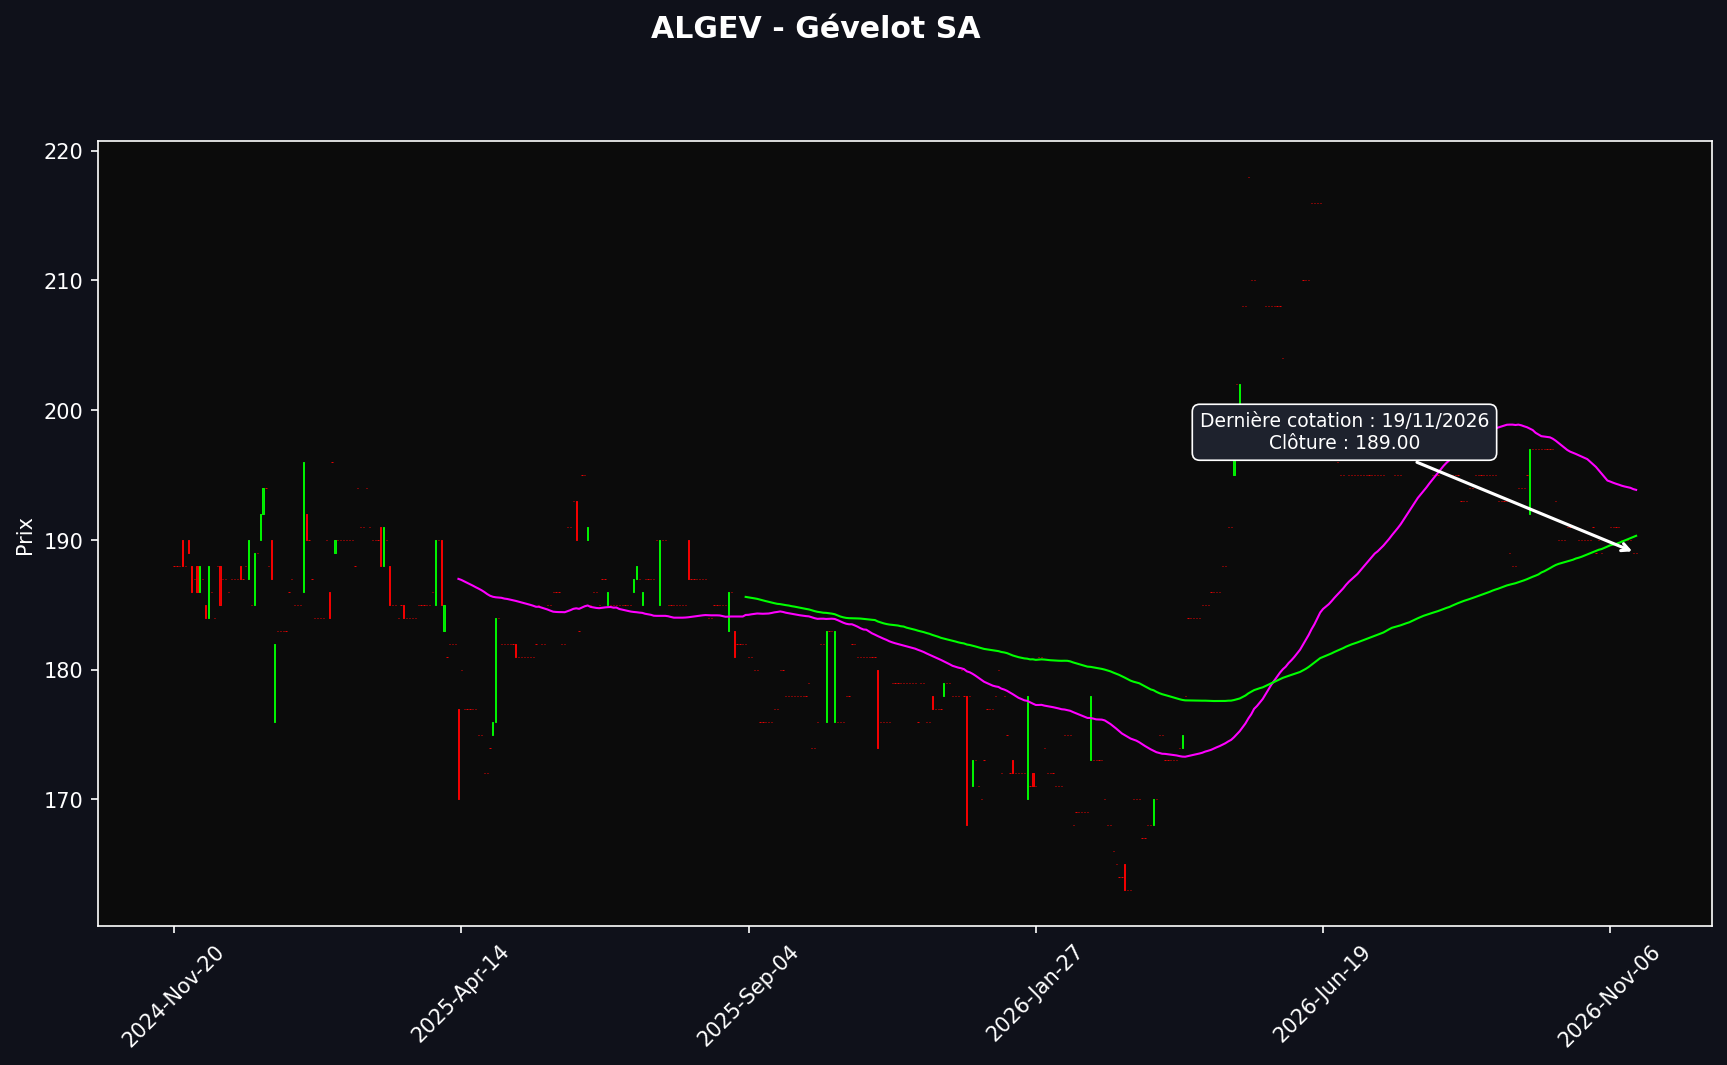 ALGEV - Gévelot SA
Prix
220
210
200
190
180
170
Dernière cotation : 19/11/2026
Clôture : 189.00
2024-Nov-20
2025-Apr-14
2025-Sep-04
2026-Jan-27
2026-Jun-19
2026-Nov-06